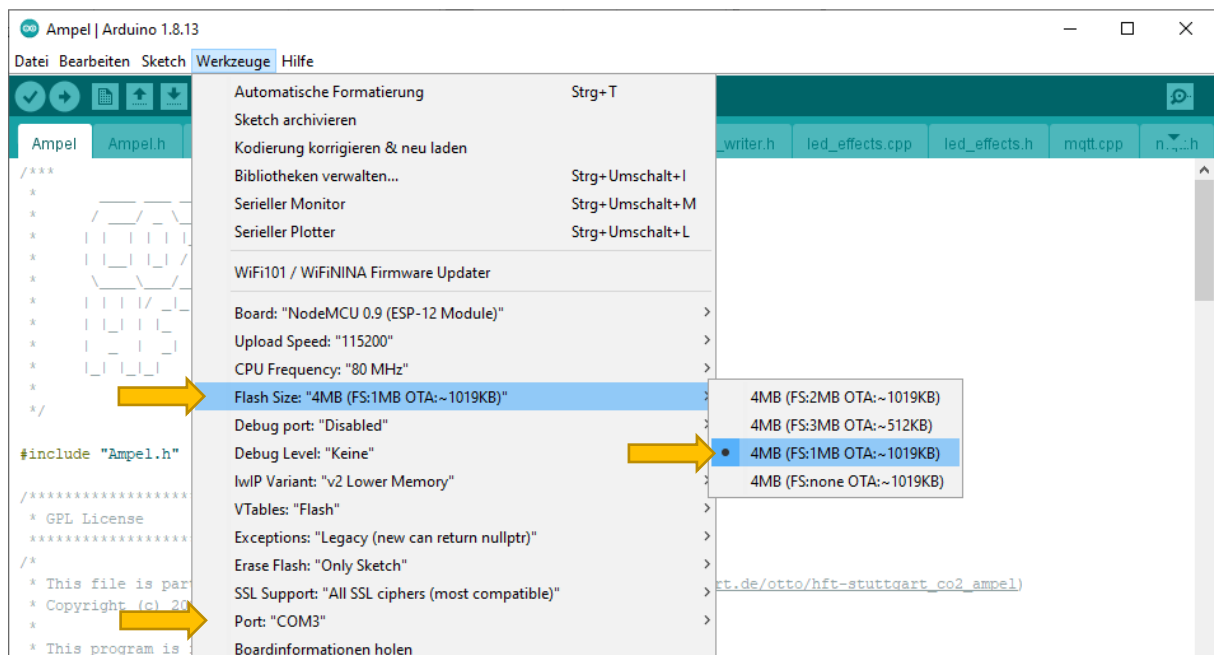 Ampel | Arduino 1.8.13
Datei Bearbeiten Sketch Werkzeuge Hilfe
Ampel
Ampel.h
_writer.h
led_effects.cpp
led_effects.h
mqtt.cpp
Automatische Formatierung Strg+T
Sketch archivieren
Kodierung korrigieren & neu laden
Bibliotheken verwalten... Strg+Umschalt+I
Serieller Monitor Strg+Umschalt+M
Serieller Plotter Strg+Umschalt+L
WiFi101 / WiFiNINA Firmware Updater
Board: "NodeMCU 0.9 (ESP-12 Module)"
Upload Speed: "115200"
CPU Frequency: "80 MHz"
Flash Size: "4MB (FS:1MB OTA:~1019KB)"
Debug port: "Disabled"
Debug Level: "Keine"
lwIP Variant: "v2 Lower Memory"
VTables: "Flash"
Exceptions: "Legacy (new can return nullptr)"
Erase Flash: "Only Sketch"
SSL Support: "All SSL ciphers (most compatible)"
Port: "COM3"
Boardinformationen holen
4MB (FS:2MB OTA:~1019KB)
4MB (FS:3MB OTA:~512KB)
4MB (FS:1MB OTA:~1019KB)
4MB (FS:none OTA:~1019KB)
#include "Ampel.h"
/******************
* GPL License
******************
/*
* This file is par
rt.de/otto/hft-stuttgart_co2_ampel)
* Copyright (c) 20
*
* This program is